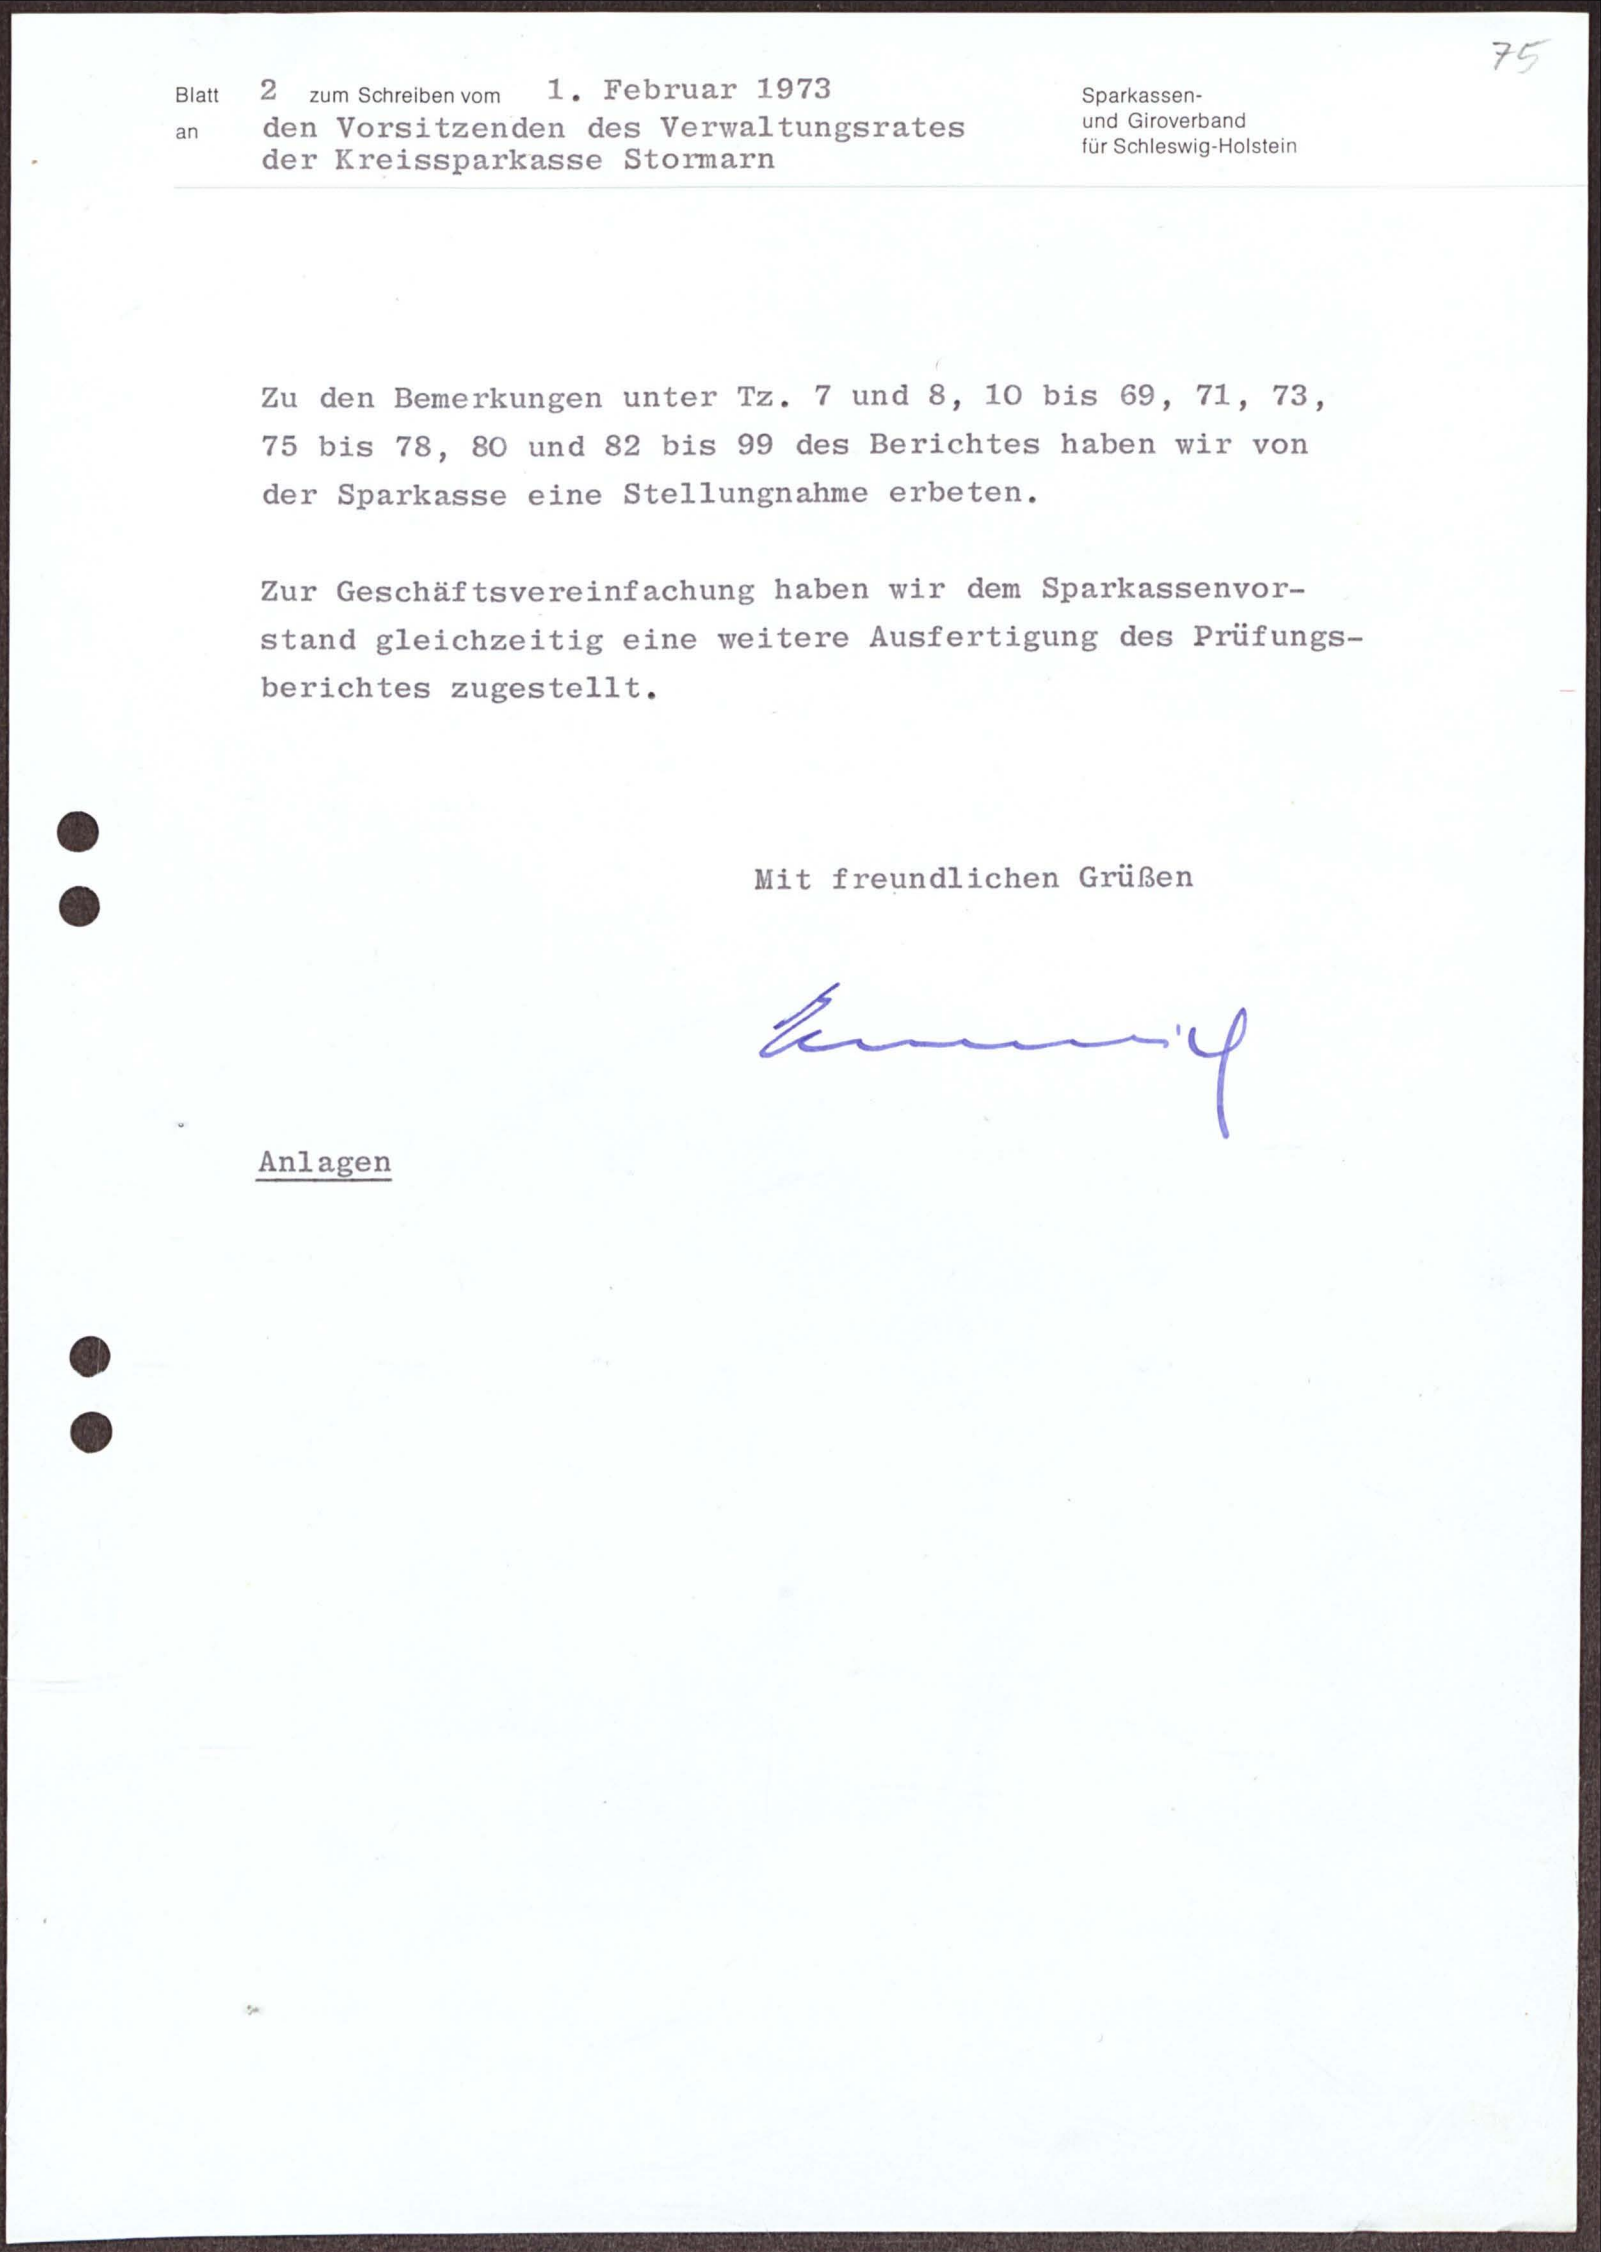 75
Blatt 2 zum Schreiben vom 1. Februar 1973
an den Vorsitzenden des Verwaltungsrates
der Kreissparkasse Stormarn
Sparkassen-
und Giroverband
für Schleswig-Holstein
Zu den Bemerkungen unter Tz. 7 und 8, 10 bis 69, 71, 73,
75 bis 78, 80 und 82 bis 99 des Berichtes haben wir von
der Sparkasse eine Stellungnahme erbeten.
Zur Geschäftsvereinfachung haben wir dem Sparkassenvor-
stand gleichzeitig eine weitere Ausfertigung des Prüfungs-
berichtes zugestellt.
Mit freundlichen Grüßen
Anlagen